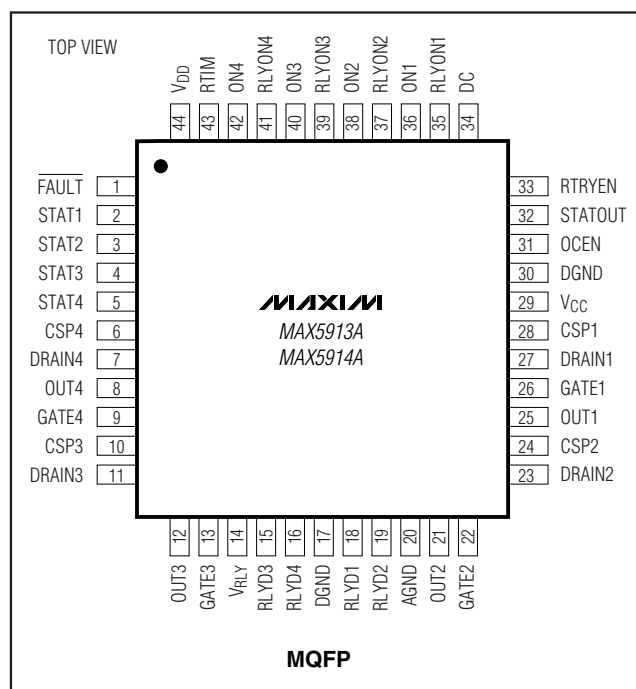 TOP VIEW
VDD
RTIM
ON4
RLYON4
ON3
RLYON3
ON2
RLYON2
ON1
RLYON1
DC
44
43
42
41
40
39
38
37
36
35
34
FAULT 1
STAT1 2
STAT2 3
STAT3 4
STAT4 5
CSP4 6
DRAIN4 7
OUT4 8
GATE4 9
CSP3 10
DRAIN3 11
MAXIM
MAX5913A
MAX5914A
33 RTRYEN
32 STATOUT
31 OCEN
30 DGND
29 VCC
28 CSP1
27 DRAIN1
26 GATE1
25 OUT1
24 CSP2
23 DRAIN2
12
13
14
15
16
17
18
19
20
21
22
OUT3
GATE3
VRLY
RLYD3
RLYD4
DGND
RLYD1
RLYD2
AGND
OUT2
GATE2
MQFP